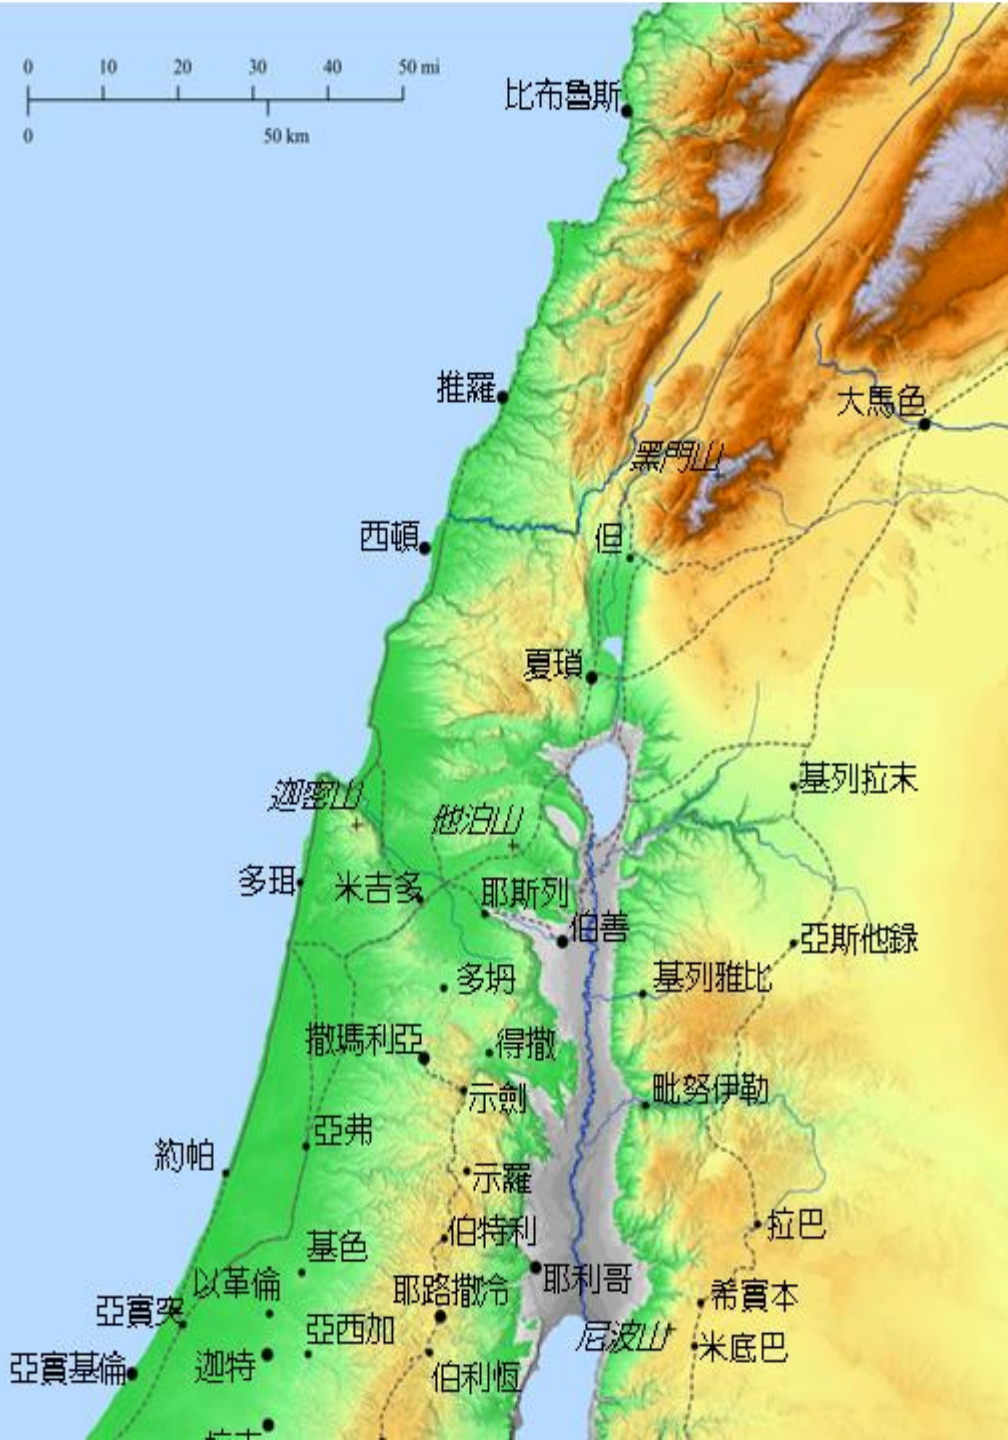 0 10 20 30 40 50 mi
0 50 km
比布魯斯
推羅
大馬色
黑門山
西頓
但
夏瑣
基列拉末
迦密山
他泊山
多珥
米吉多
耶斯列
伯善
亞斯他錄
多坍
基列雅比
撒瑪利亞
得撒
示劍
毗努伊勒
亞弗
約帕
示羅
伯特利
拉巴
基色
耶利哥
以革倫
耶路撒冷
希實本
亞實突
亞西加
尼波山
米底巴
亞實基倫
迦特
伯利恆